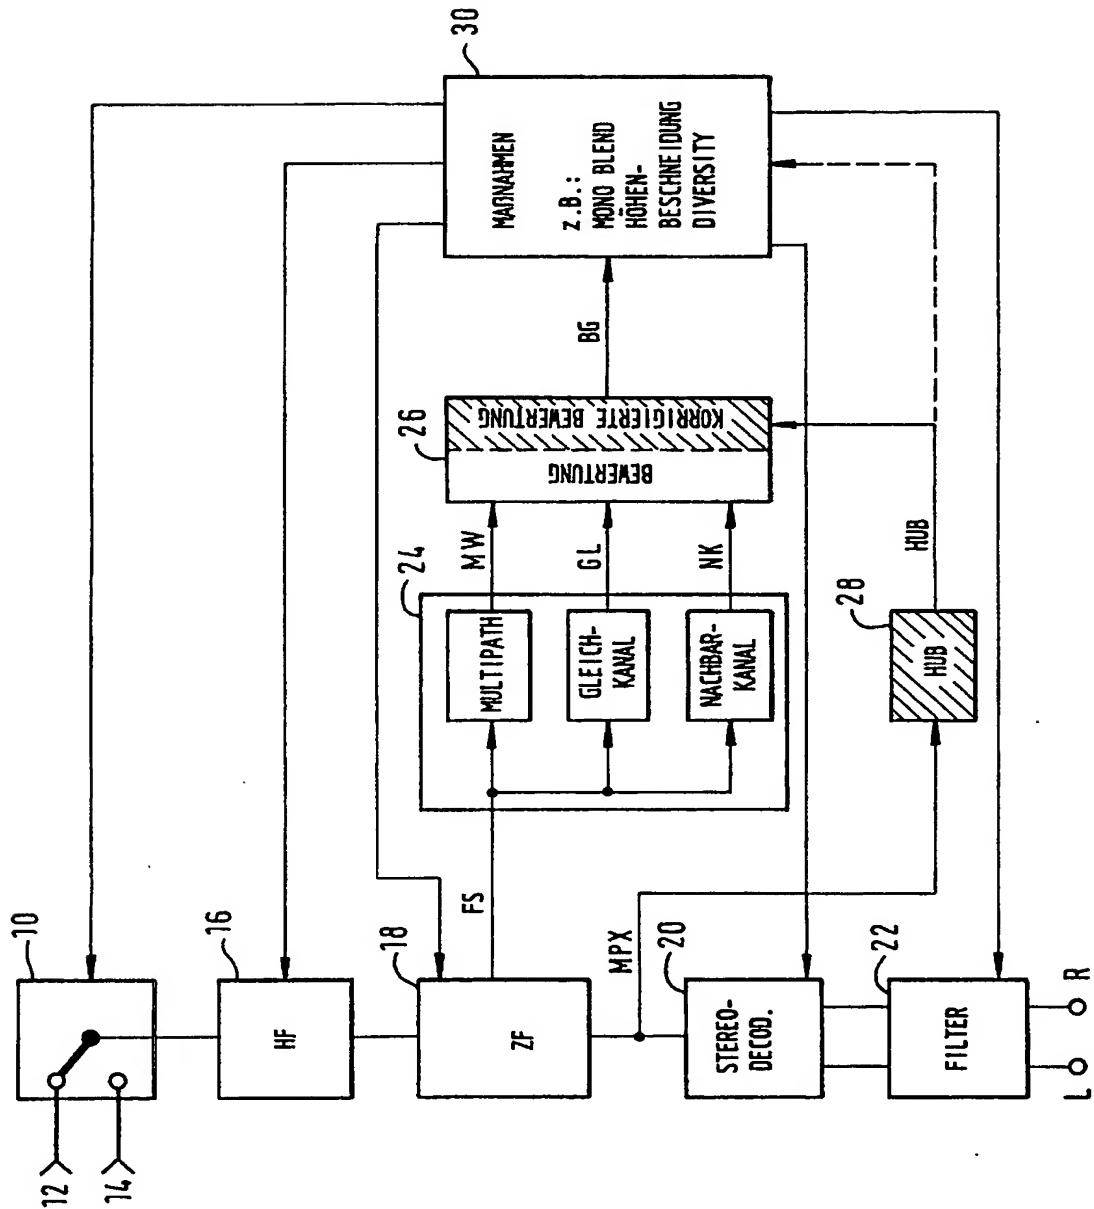 12
14
10
HF
16
ZF
18
FS
MPX
STEREO-
DECOD.
20
FILTER
22
L
R
24
MULTIPATH
GLEICH-
KANAL
NACHBAR-
KANAL
MW
GL
NK
26
BEWERTUNG
KORRIGIERTE BEWERTUNG
HUB
28
HUB
BG
30
MAßNAHMEN
Z.B.:
MONO BLEND
HÖHEN-
BESCHNEIDUNG
DIVERSITY